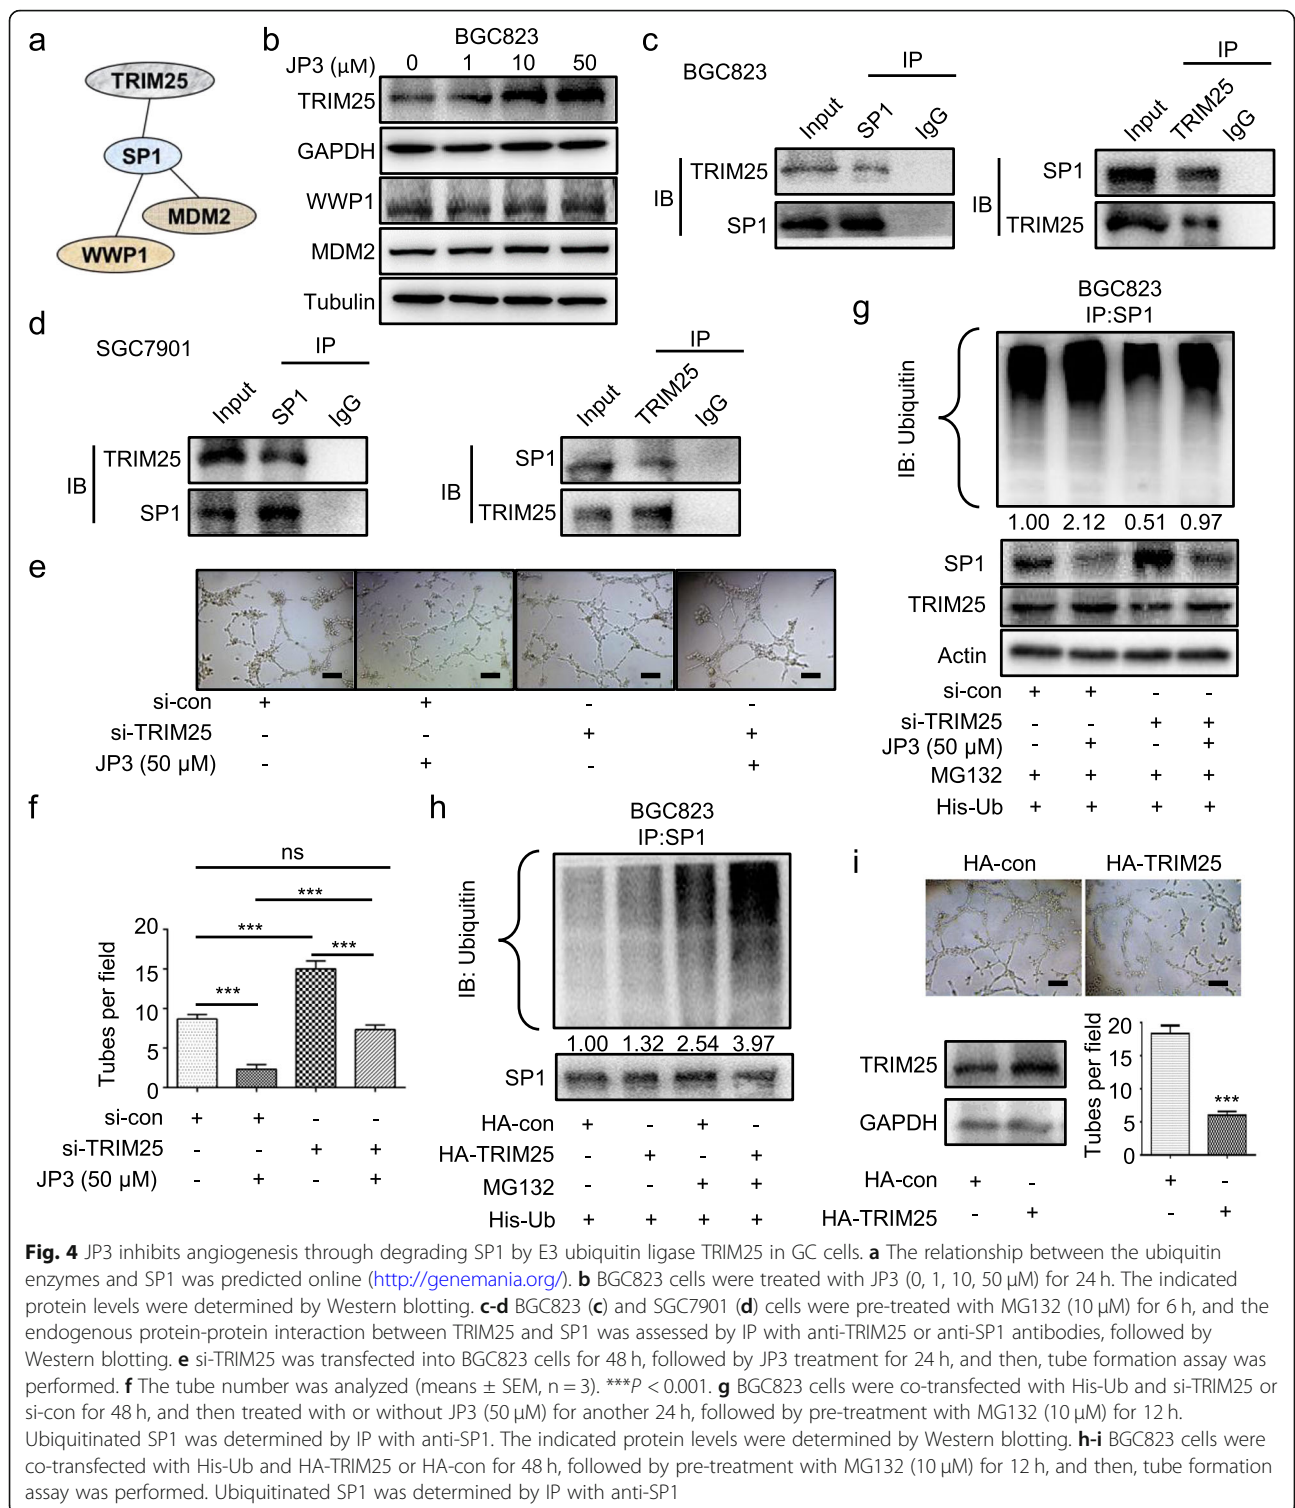 a
TRIM25
SP1
MDM2
WWP1
b
BGC823
JP3 (µM) 0 1 10 50
TRIM25
GAPDH
WWP1
MDM2
Tubulin
c
BGC823
IP
Input SP1 IgG
IB
TRIM25
SP1
IP
Input TRIM25 IgG
IB
SP1
TRIM25
d
SGC7901
IP
Input SP1 IgG
IB
TRIM25
SP1
IP
Input TRIM25 IgG
IB
SP1
TRIM25
e
si-con + + - -
si-TRIM25 - - + +
JP3 (50 µM) - + - +
f
ns
***
*** ***
***
Tubes per field
20
15
10
5
0
si-con + + - -
si-TRIM25 - - + +
JP3 (50 µM) - + - +
g
BGC823
IP:SP1
IB: Ubiquitin
1.00 2.12 0.51 0.97
SP1
TRIM25
Actin
si-con + + - -
si-TRIM25 - - + +
JP3 (50 µM) - + - +
MG132 + + + +
His-Ub + + + +
h
BGC823
IP:SP1
IB: Ubiquitin
1.00 1.32 2.54 3.97
SP1
HA-con + - + -
HA-TRIM25 - + - +
MG132 - - + +
His-Ub + + + +
i
HA-con HA-TRIM25
TRIM25
GAPDH
Tubes per field
20
15
10
5
0
***
HA-con + - + -
HA-TRIM25 - + - +
Fig. 4 JP3 inhibits angiogenesis through degrading SP1 by E3 ubiquitin ligase TRIM25 in GC cells. a The relationship between the ubiquitin
enzymes and SP1 was predicted online (http://genemania.org/). b BGC823 cells were treated with JP3 (0, 1, 10, 50 µM) for 24 h. The indicated
protein levels were determined by Western blotting. c-d BGC823 (c) and SGC7901 (d) cells were pre-treated with MG132 (10 µM) for 6 h, and the
endogenous protein-protein interaction between TRIM25 and SP1 was assessed by IP with anti-TRIM25 or anti-SP1 antibodies, followed by
Western blotting. e si-TRIM25 was transfected into BGC823 cells for 48 h, followed by JP3 treatment for 24 h, and then, tube formation assay was
performed. f The tube number was analyzed (means ± SEM, n = 3). ***P < 0.001. g BGC823 cells were co-transfected with His-Ub and si-TRIM25 or
si-con for 48 h, and then treated with or without JP3 (50 µM) for another 24 h, followed by pre-treatment with MG132 (10 µM) for 12 h.
Ubiquitinated SP1 was determined by IP with anti-SP1. The indicated protein levels were determined by Western blotting. h-i BGC823 cells were
co-transfected with His-Ub and HA-TRIM25 or HA-con for 48 h, followed by pre-treatment with MG132 (10 µM) for 12 h, and then, tube formation
assay was performed. Ubiquitinated SP1 was determined by IP with anti-SP1